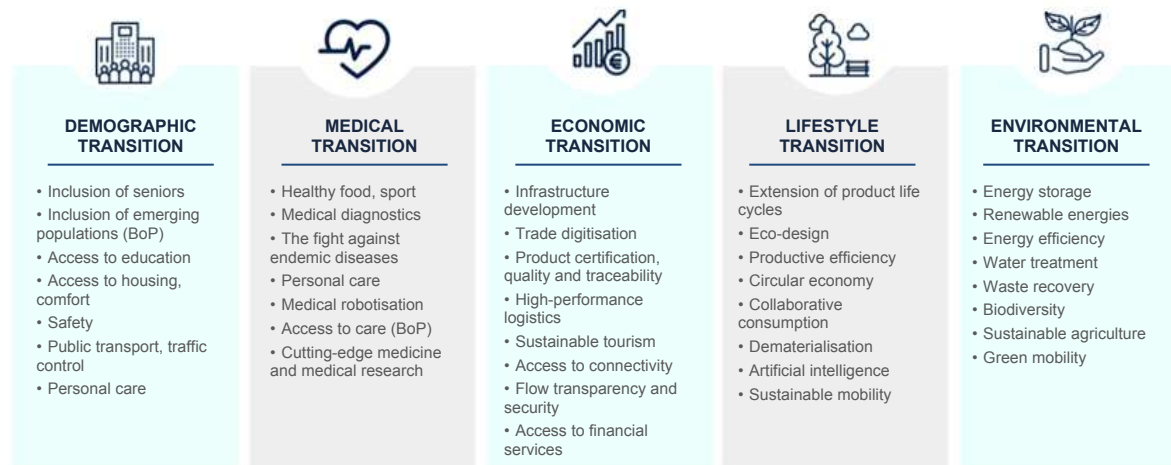 DEMOGRAPHIC
TRANSITION
• Inclusion of seniors
• Inclusion of emerging
populations (BoP)
• Access to education
• Access to housing,
comfort
• Safety
• Public transport, traffic
control
• Personal care
MEDICAL
TRANSITION
• Healthy food, sport
• Medical diagnostics
• The fight against
endemic diseases
• Personal care
• Medical robotisation
• Access to care (BoP)
• Cutting-edge medicine
and medical research
ECONOMIC
TRANSITION
• Infrastructure
development
• Trade digitisation
• Product certification,
quality and traceability
• High-performance
logistics
• Sustainable tourism
• Access to connectivity
• Flow transparency and
security
• Access to financial
services
LIFESTYLE
TRANSITION
• Extension of product life
cycles
• Eco-design
• Productive efficiency
• Circular economy
• Collaborative
consumption
• Dematerialisation
• Artificial intelligence
• Sustainable mobility
ENVIRONMENTAL
TRANSITION
• Energy storage
• Renewable energies
• Energy efficiency
• Water treatment
• Waste recovery
• Biodiversity
• Sustainable agriculture
• Green mobility